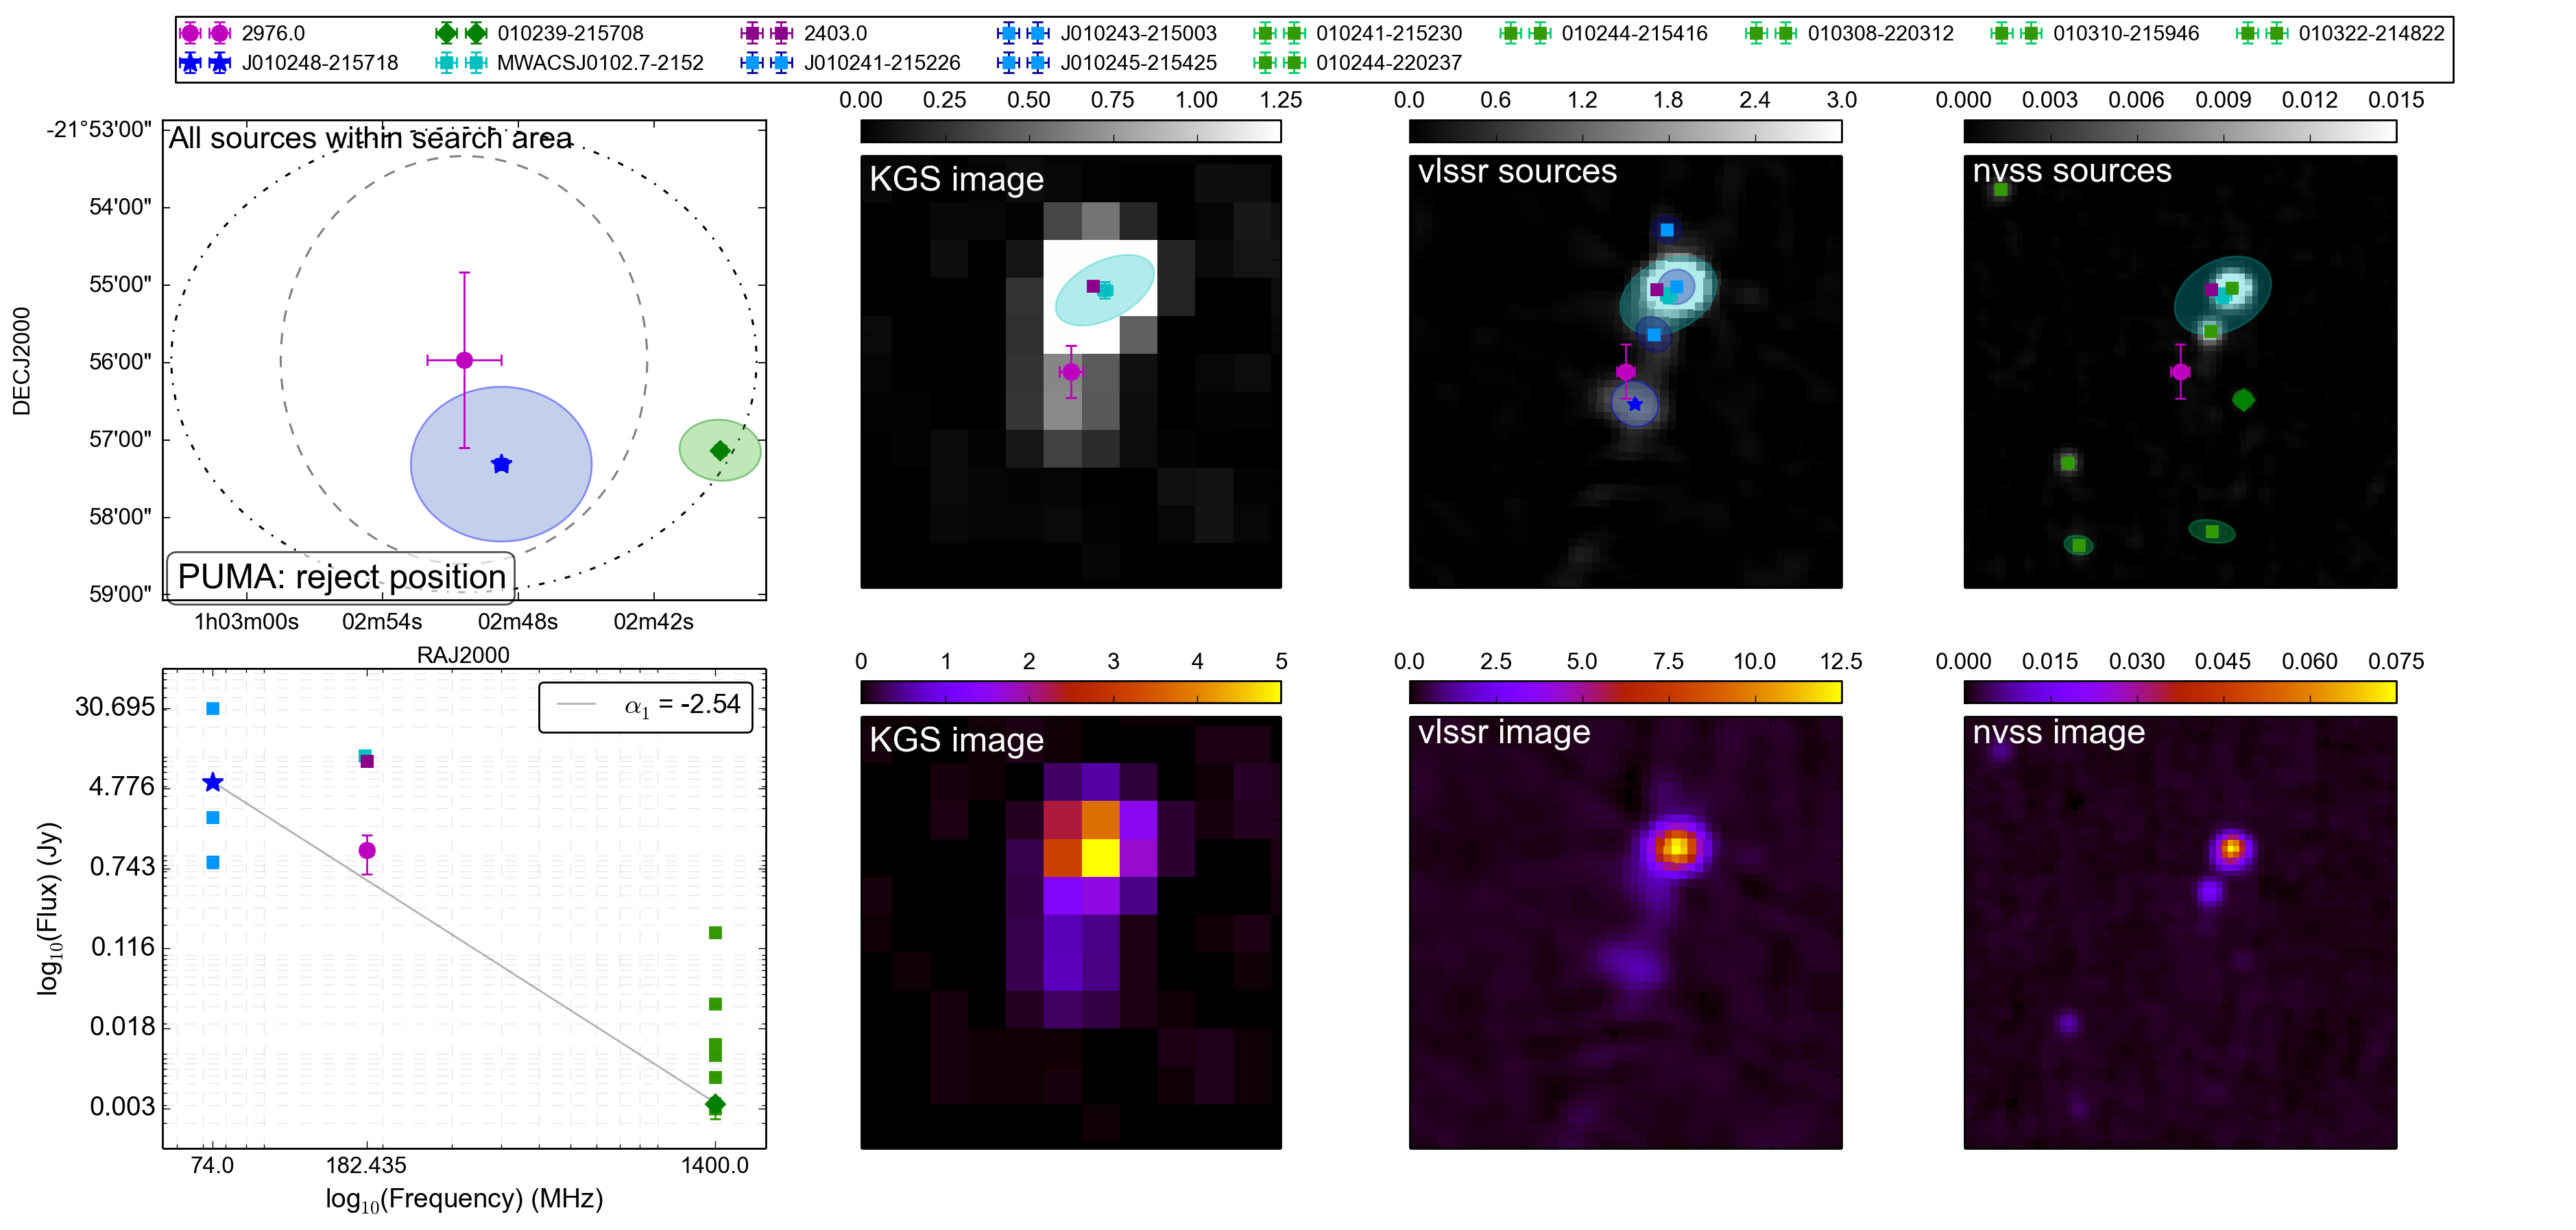 2976.0 010239-215708 2403.0 J010243-215003 010241-215230 010244-215416 010308-220312 010310-215946 010322-214822
J010248-215718 MWACSJ0102.7-2152 J010241-215226 J010245-215425 010244-220237
All sources within search area
-21°53'00"
54'00"
55'00"
56'00"
57'00"
58'00"
59'00"
DECJ2000
PUMA: reject position
1h03m00s 02m54s 02m48s 02m42s
RAJ2000
0.00 0.25 0.50 0.75 1.00 1.25
KGS image
0.0 0.6 1.2 1.8 2.4 3.0
vlssr sources
0.000 0.003 0.006 0.009 0.012 0.015
nvss sources
α₁ = -2.54
30.695
4.776
0.743
0.116
0.018
0.003
log₁₀(Flux) (Jy)
74.0 182.435 1400.0
log₁₀(Frequency) (MHz)
0 1 2 3 4 5
KGS image
0.0 2.5 5.0 7.5 10.0 12.5
vlssr image
0.000 0.015 0.030 0.045 0.060 0.075
nvss image